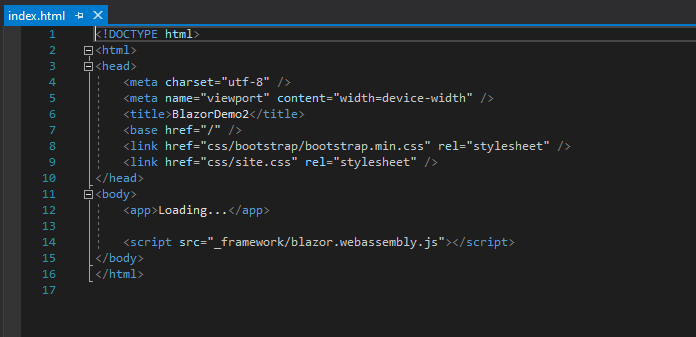 index.html
1 <!DOCTYPE html>
2 <html>
3 <head>
4     <meta charset="utf-8" />
5     <meta name="viewport" content="width=device-width" />
6     <title>BlazorDemo2</title>
7     <base href="/" />
8     <link href="css/bootstrap/bootstrap.min.css" rel="stylesheet" />
9     <link href="css/site.css" rel="stylesheet" />
10 </head>
11 <body>
12     <app>Loading...</app>
13
14     <script src="_framework/blazor.webassembly.js"></script>
15 </body>
16 </html>
17